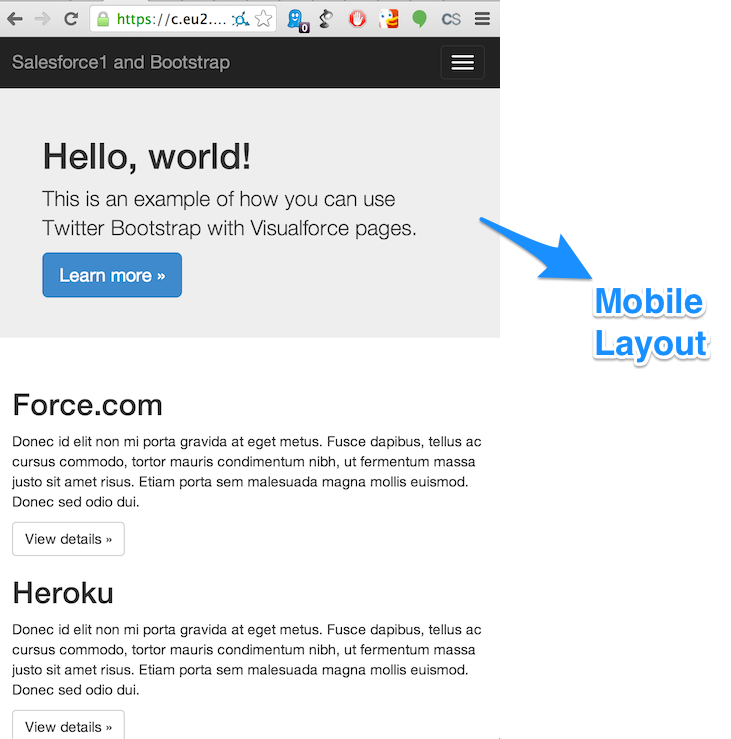 https://c.eu2....
0
CS
Salesforce1 and Bootstrap
Hello, world!
This is an example of how you can use
Twitter Bootstrap with Visualforce pages.
Learn more »
Mobile
Layout
Force.com
Donec id elit non mi porta gravida at eget metus. Fusce dapibus, tellus ac
cursus commodo, tortor mauris condimentum nibh, ut fermentum massa
justo sit amet risus. Etiam porta sem malesuada magna mollis euismod.
Donec sed odio dui.
View details »
Heroku
Donec id elit non mi porta gravida at eget metus. Fusce dapibus, tellus ac
cursus commodo, tortor mauris condimentum nibh, ut fermentum massa
justo sit amet risus. Etiam porta sem malesuada magna mollis euismod.
Donec sed odio dui.
View details »